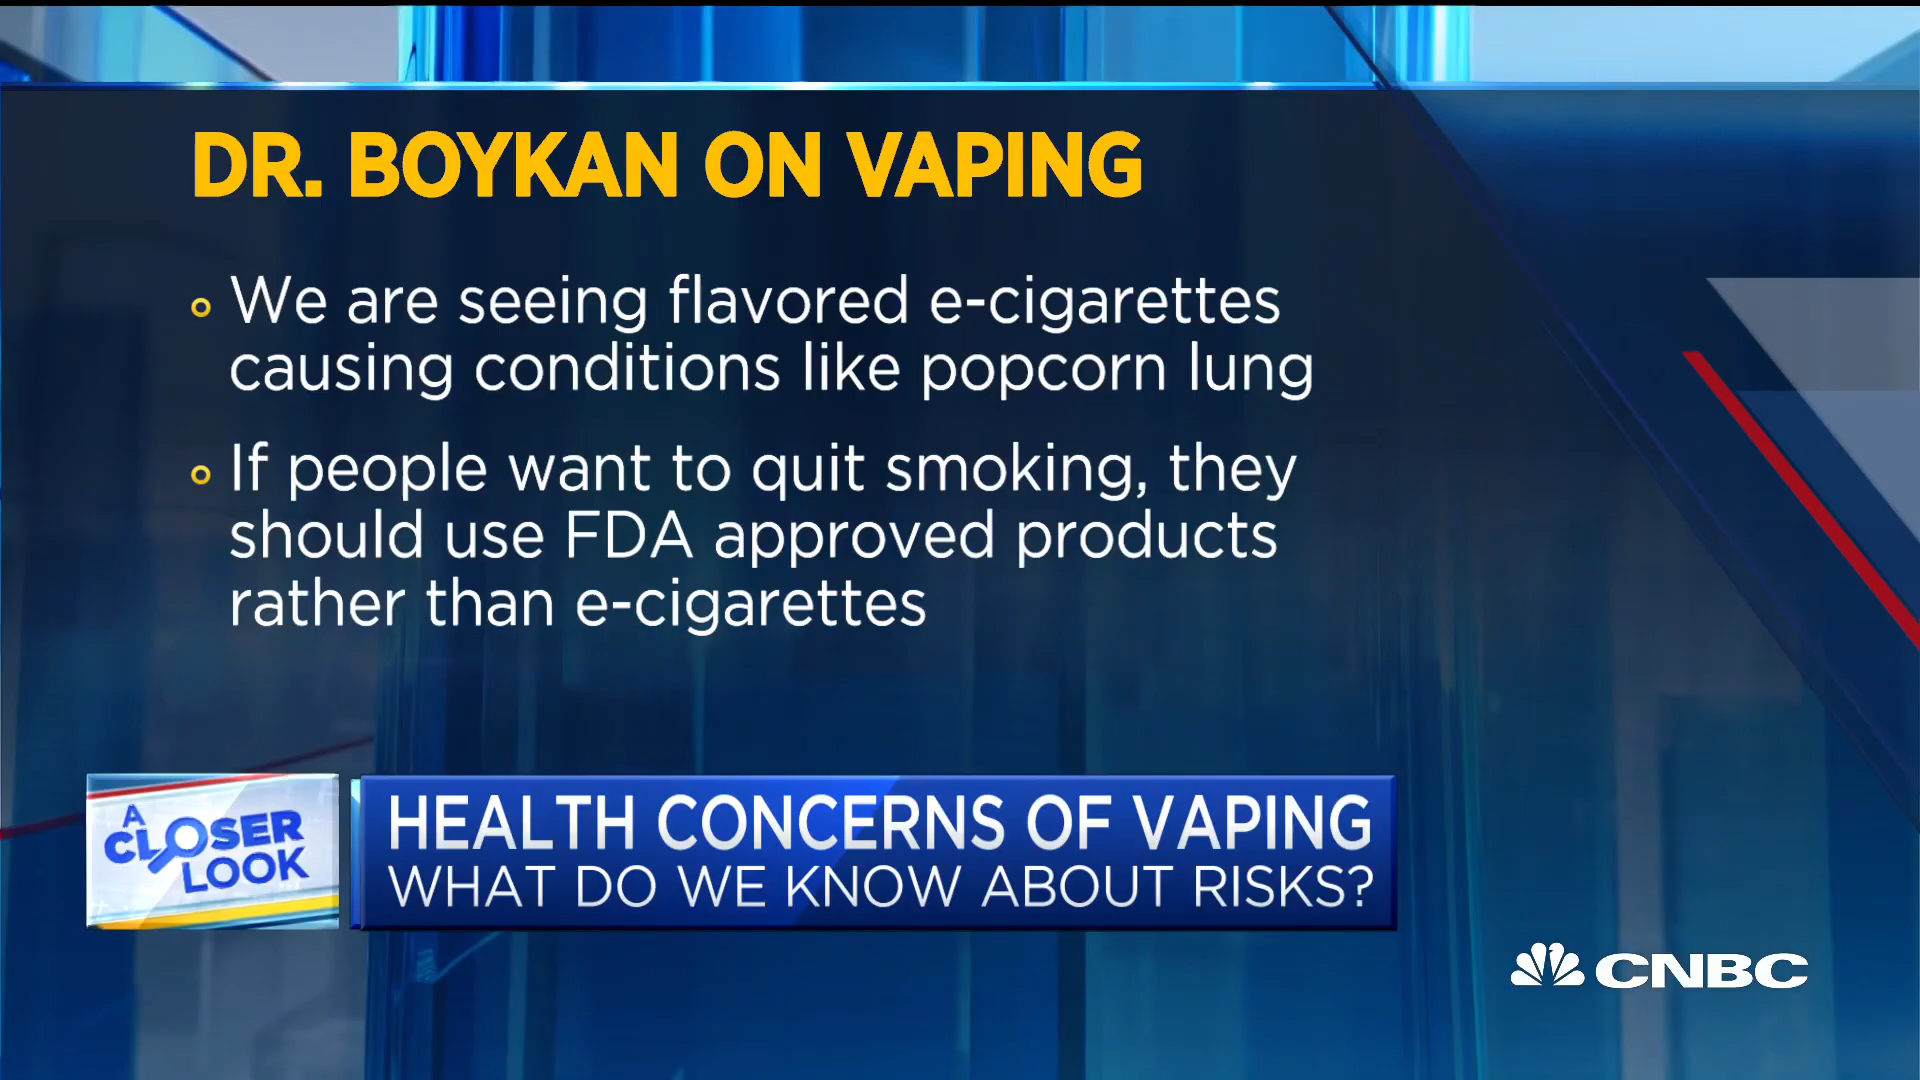 DR. BOYKAN ON VAPING
We are seeing flavored e-cigarettes
causing conditions like popcorn lung
If people want to quit smoking, they
should use FDA approved products
rather than e-cigarettes
A
CLOSER
LOOK
HEALTH CONCERNS OF VAPING
WHAT DO WE KNOW ABOUT RISKS?
CNBC